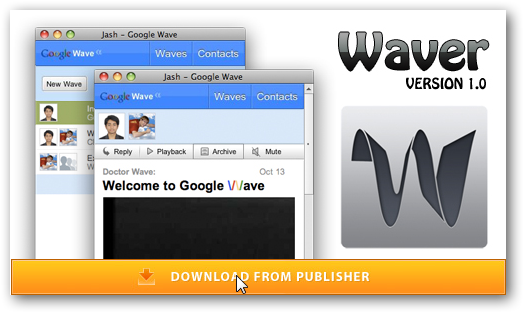 Jash – Google Wave
Google Wave
Waves
Contacts
New Wave
Jash – Google Wave
Google Wave
Waves
Contacts
Reply
Playback
Archive
Mute
Doctor Wave:
Oct 13
Welcome to Google Wave
Waver
VERSION 1.0
DOWNLOAD FROM PUBLISHER